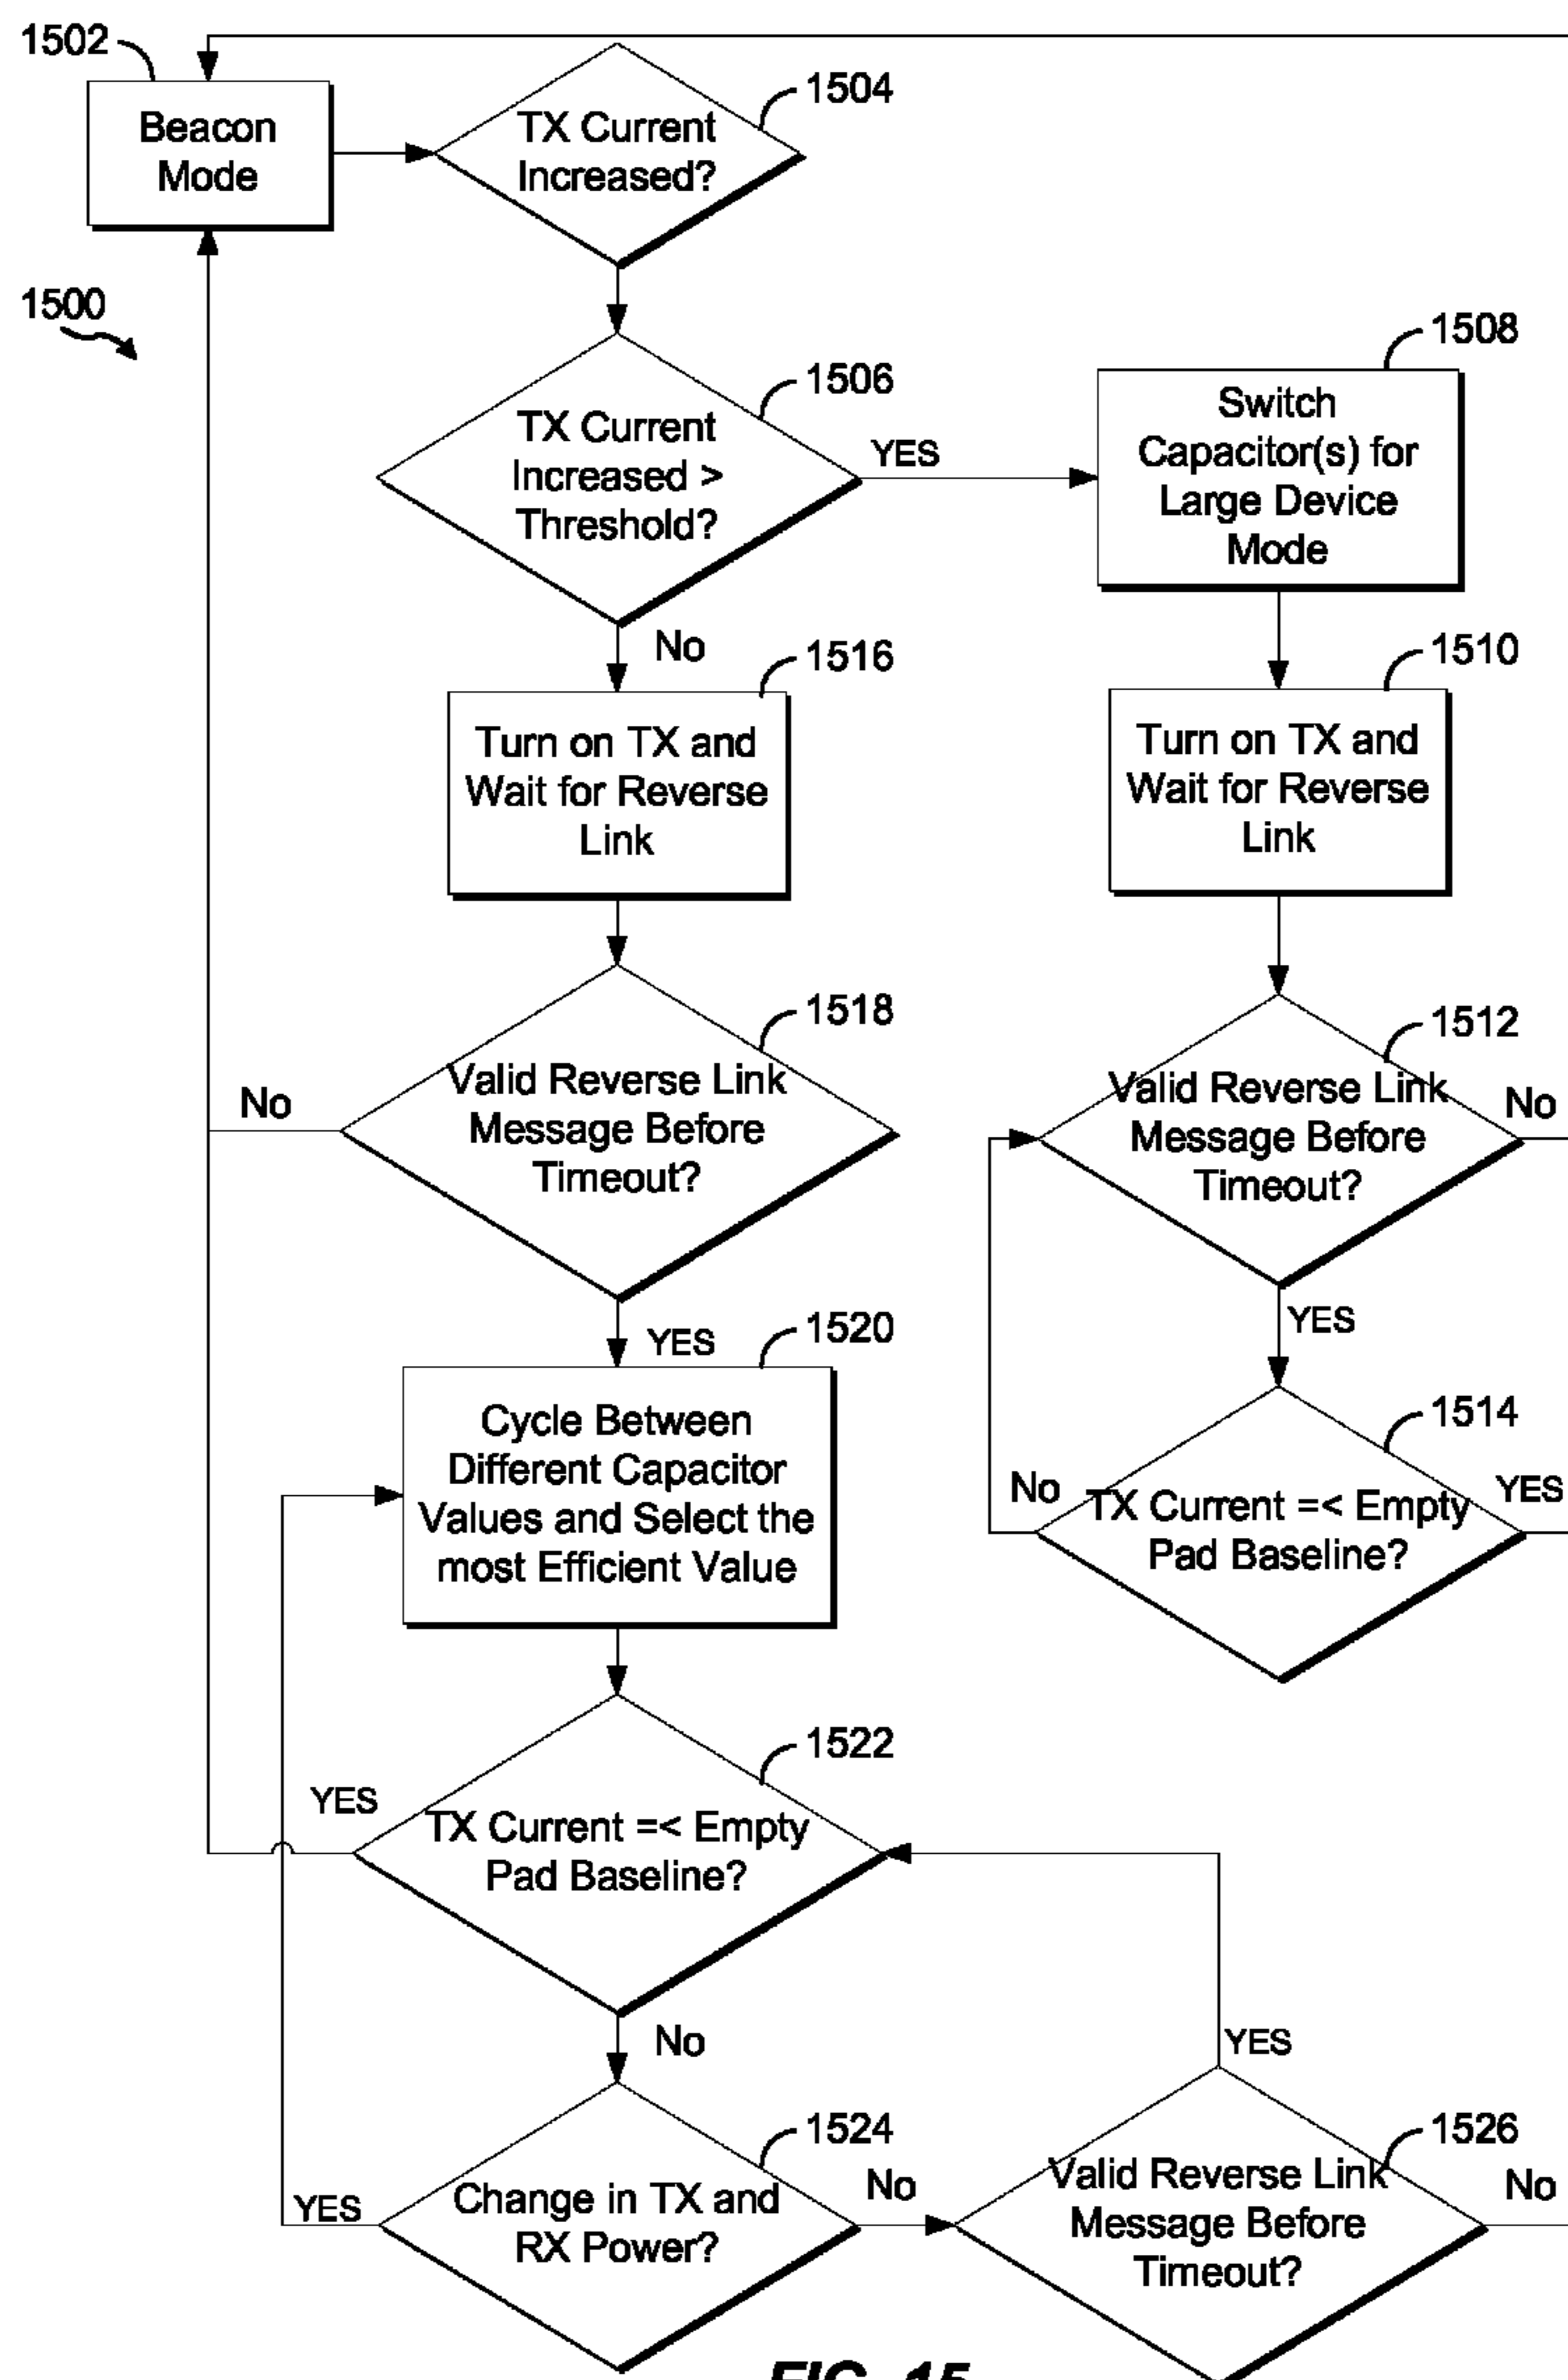 1502
Beacon
Mode
1504
TX Current
Increased?
1500
1506
TX Current
Increased >
Threshold?
YES
No
1508
Switch
Capacitor(s) for
Large Device
Mode
1516
Turn on TX and
Wait for Reverse
Link
1510
Turn on TX and
Wait for Reverse
Link
1518
Valid Reverse Link
Message Before
Timeout?
No
YES
1512
Valid Reverse Link
Message Before
Timeout?
No
YES
1520
Cycle Between
Different Capacitor
Values and Select the
most Efficient Value
1514
No
TX Current =< Empty
Pad Baseline?
YES
1522
YES
TX Current =< Empty
Pad Baseline?
No
1524
YES
Change in TX and
RX Power?
No
YES
1526
Valid Reverse Link
Message Before
Timeout?
No
FIG. 15